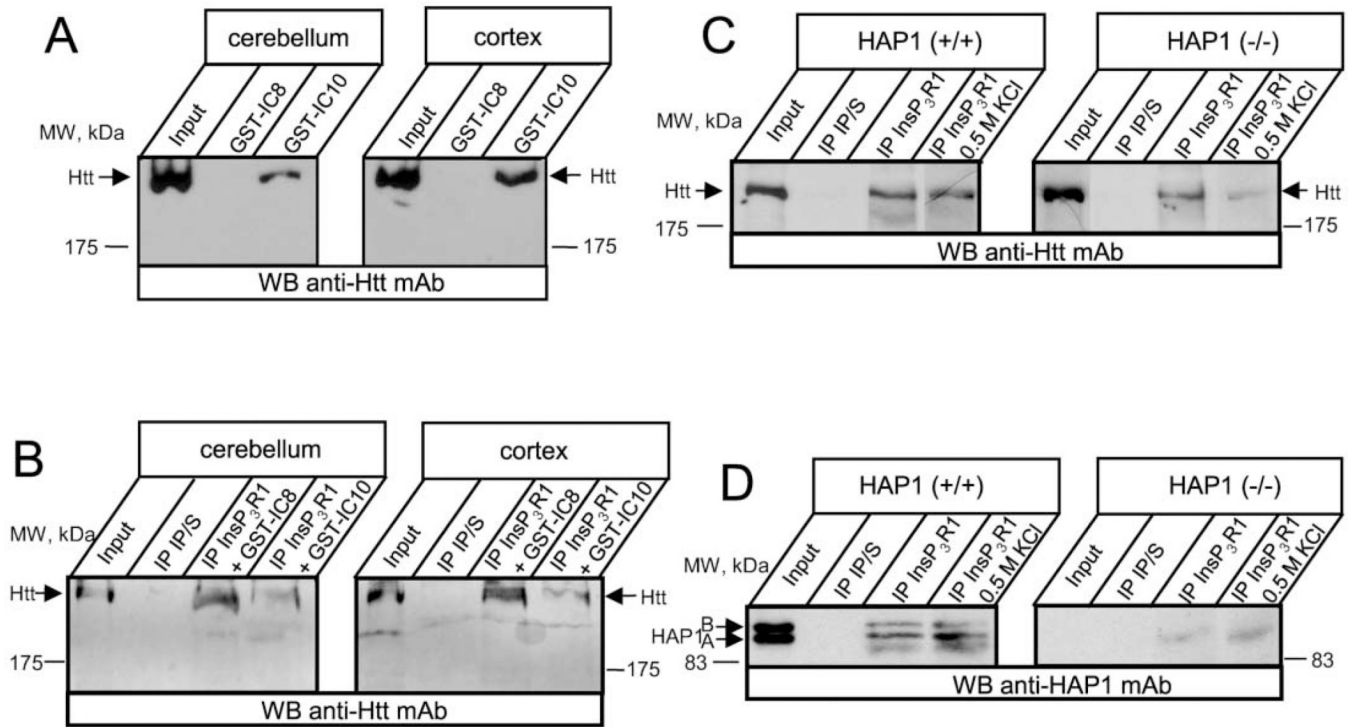 A
cerebellum
cortex
Input
GST-IC8
GST-IC10
Input
GST-IC8
GST-IC10
MW, kDa
Htt
Htt
175
175
WB anti-Htt mAb
B
cerebellum
cortex
Input
IP IP/S
IP InsP₃R1
+ GST-IC8
IP InsP₃R1
+ GST-IC10
Input
IP IP/S
IP InsP₃R1
+ GST-IC8
IP InsP₃R1
+ GST-IC10
MW, kDa
Htt
Htt
175
175
WB anti-Htt mAb
C
HAP1 (+/+)
HAP1 (-/-)
Input
IP IP/S
IP InsP₃R1
IP InsP₃R1
0.5 M KCl
Input
IP IP/S
IP InsP₃R1
IP InsP₃R1
0.5 M KCl
MW, kDa
Htt
Htt
175
175
WB anti-Htt mAb
D
HAP1 (+/+)
HAP1 (-/-)
Input
IP IP/S
IP InsP₃R1
IP InsP₃R1
0.5 M KCl
Input
IP IP/S
IP InsP₃R1
IP InsP₃R1
0.5 M KCl
MW, kDa
B
HAP1
A
83
83
WB anti-HAP1 mAb